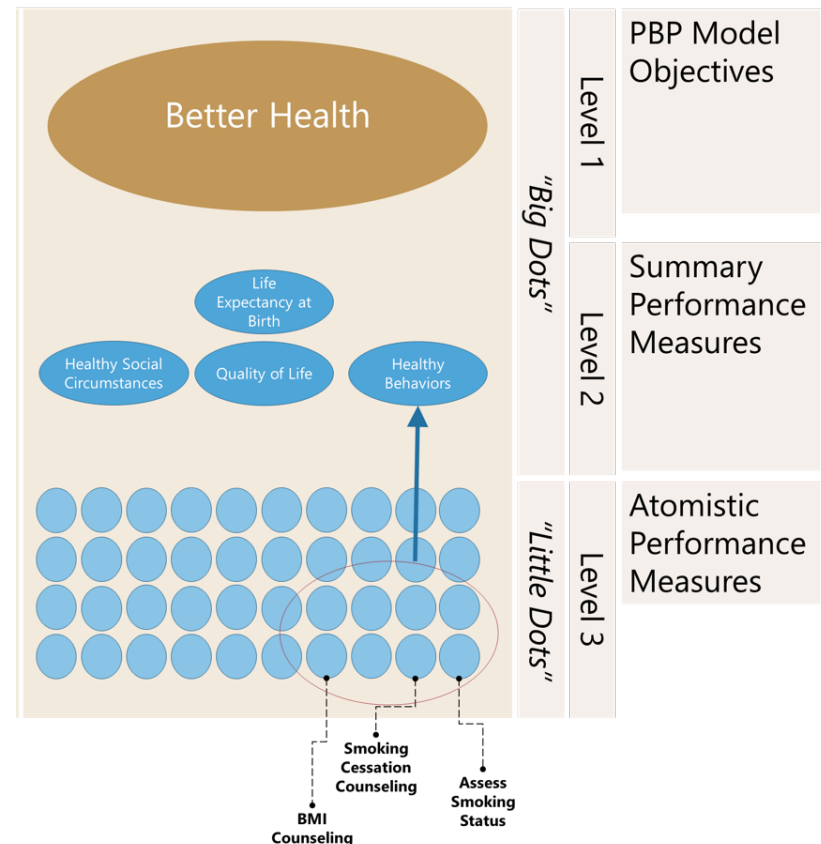 Better Health
Life
Expectancy at
Birth
Healthy Social
Circumstances
Quality of Life
Healthy
Behaviors
"Big Dots"
"Little Dots"
Level 1
PBP Model
Objectives
Level 2
Summary
Performance
Measures
Level 3
Atomistic
Performance
Measures
BMI
Counseling
Smoking
Cessation
Counseling
Assess
Smoking
Status